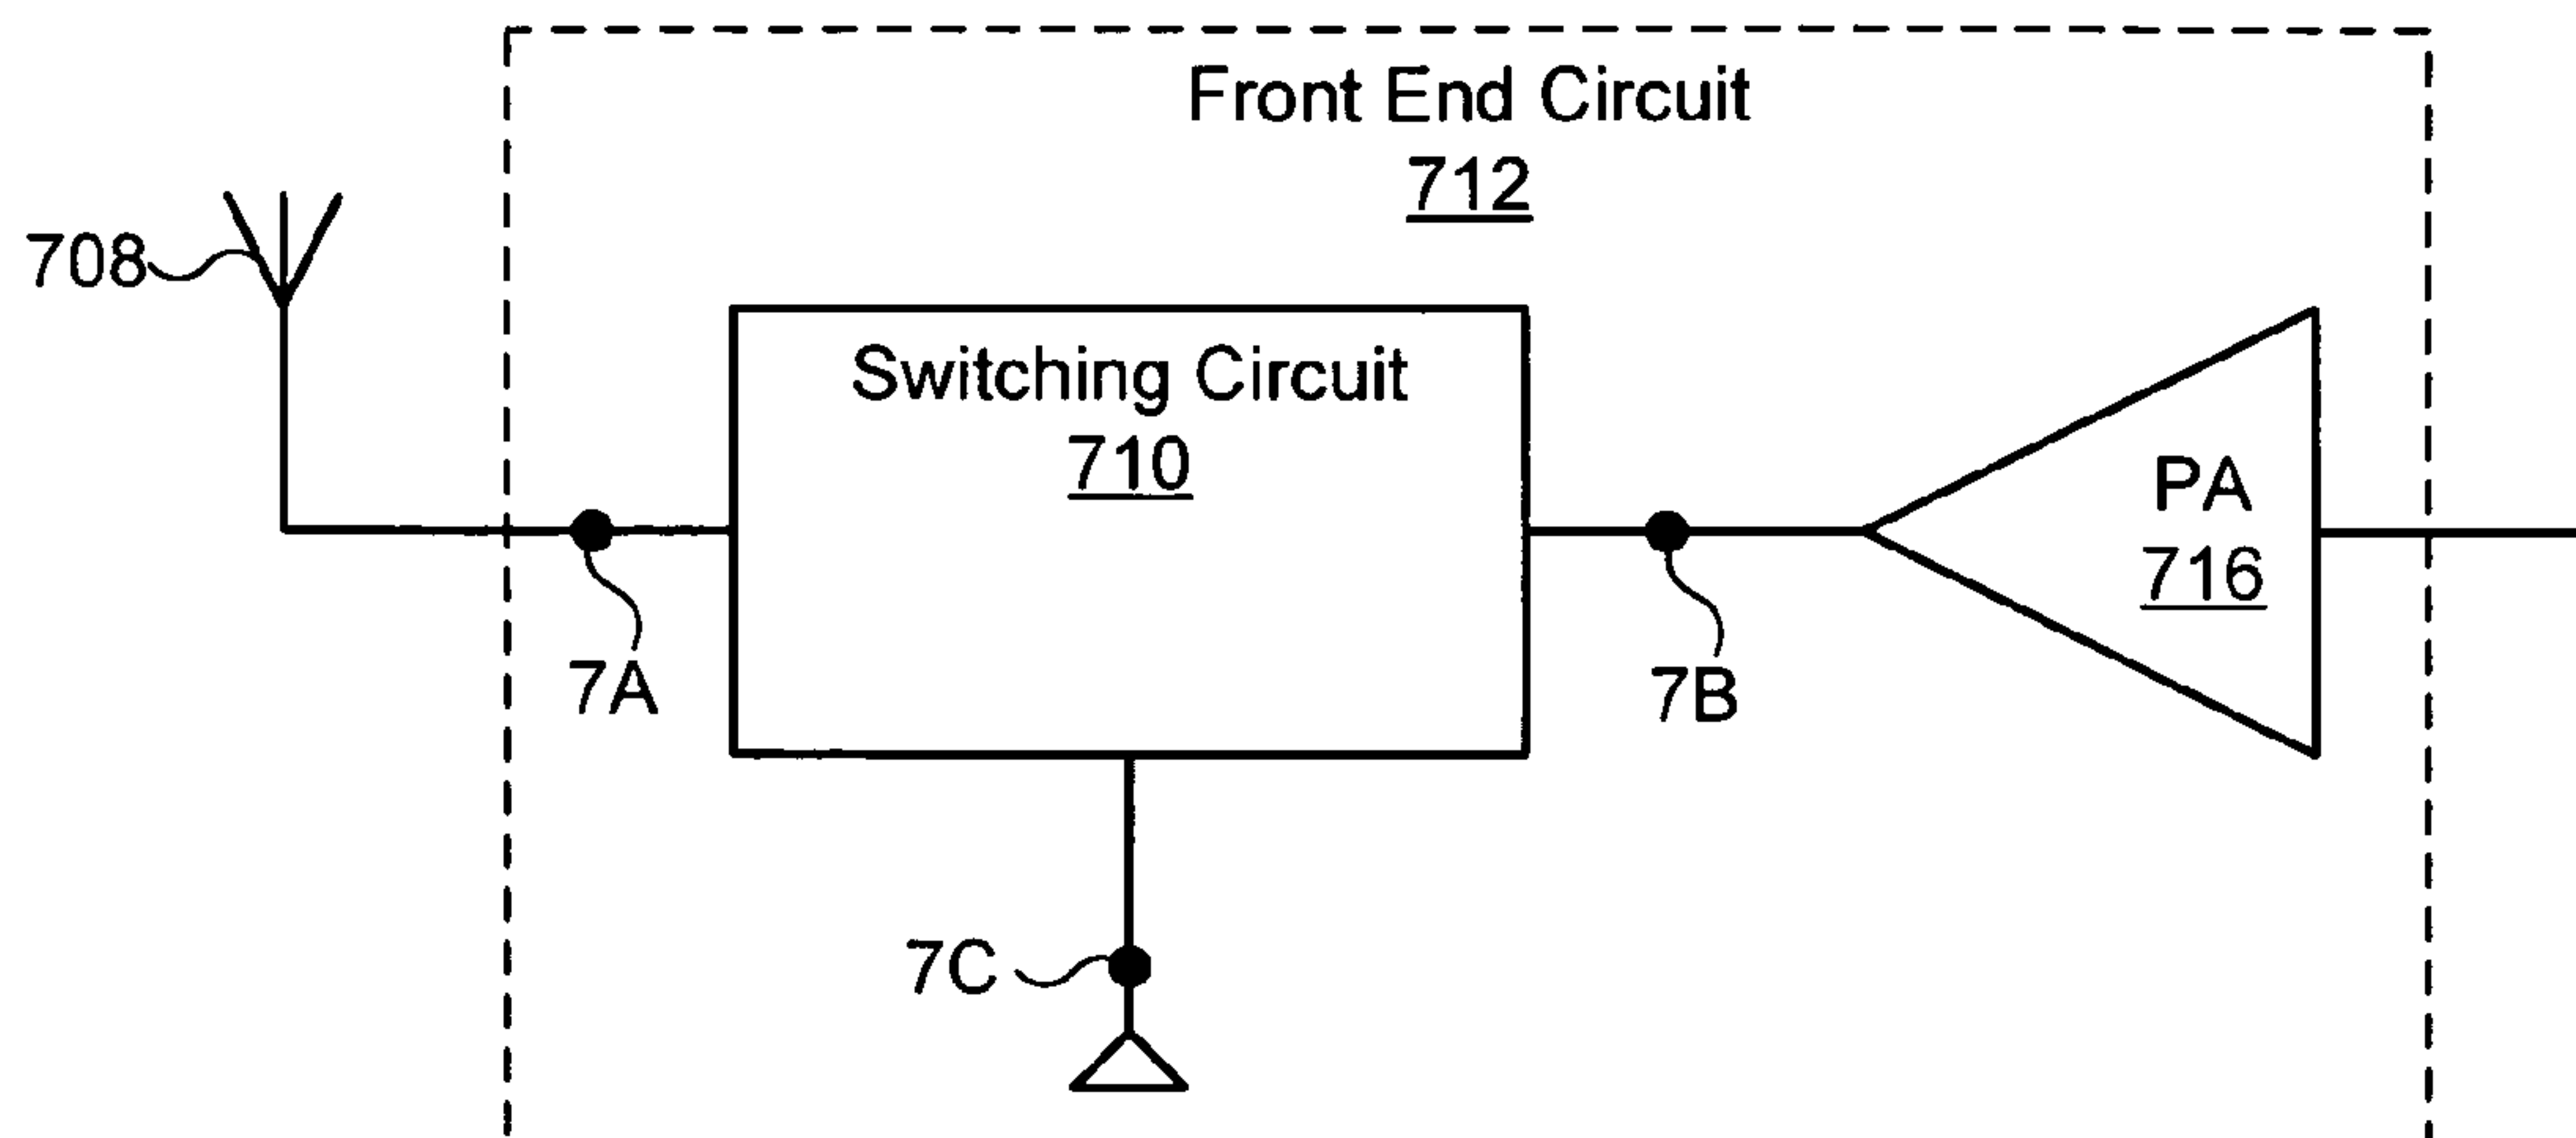 Front End Circuit
712
708
Switching Circuit
710
PA
716
7A
7B
7C